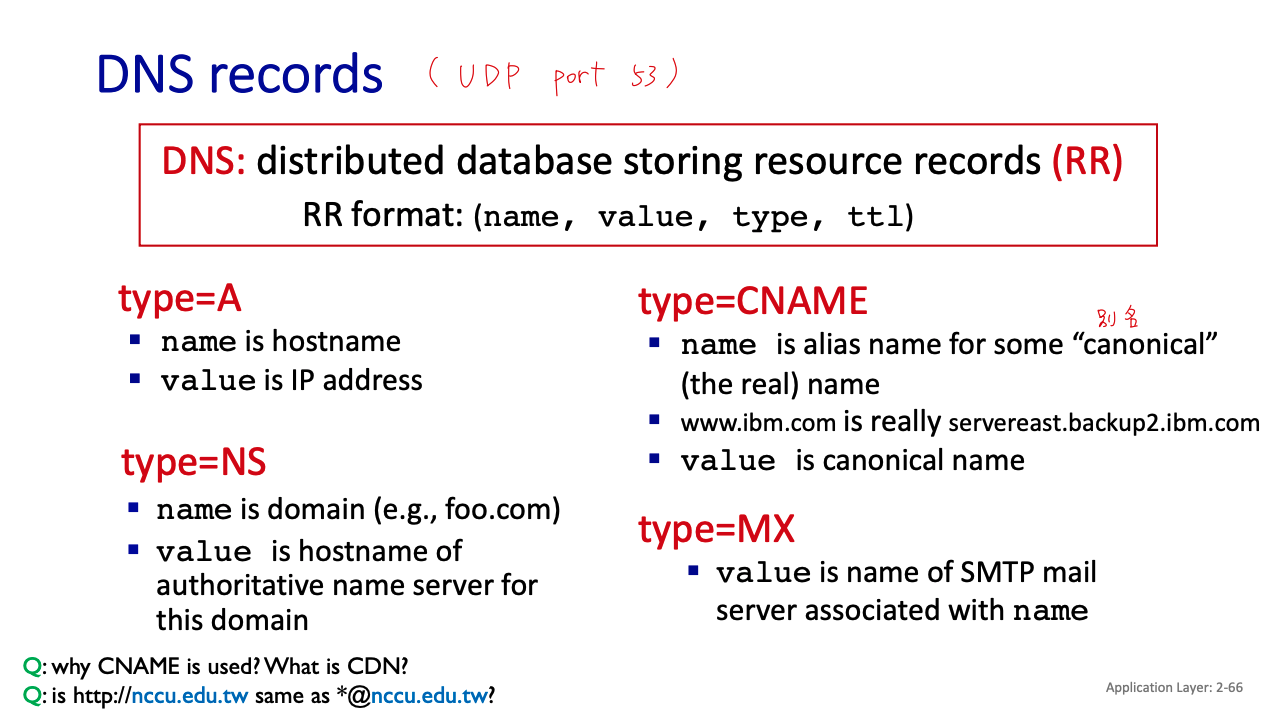 DNS records (UDP port 53)
DNS: distributed database storing resource records (RR)
RR format: (name, value, type, ttl)
type=A
▪ name is hostname
▪ value is IP address
type=NS
▪ name is domain (e.g., foo.com)
▪ value is hostname of
authoritative name server for
this domain
type=CNAME
別名
▪ name is alias name for some “canonical”
(the real) name
▪ www.ibm.com is really servereast.backup2.ibm.com
▪ value is canonical name
type=MX
▪ value is name of SMTP mail
server associated with name
Q: why CNAME is used? What is CDN?
Q: is http://nccu.edu.tw same as *@nccu.edu.tw?
Application Layer: 2-66